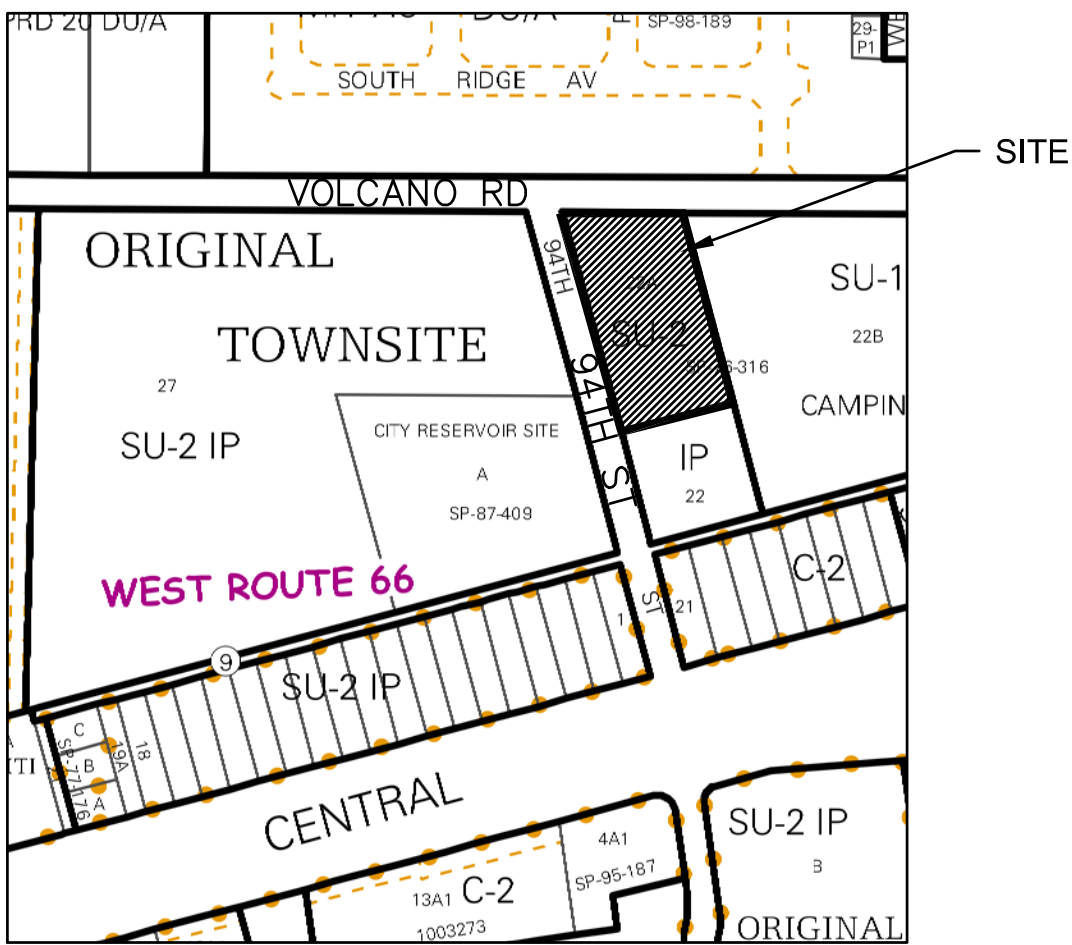 PRD 20 DU/A
DU/A
SP-98-189
29-
P1
SOUTH RIDGE AV
SITE
VOLCANO RD
ORIGINAL
94TH
SU-1
TOWNSITE
SU-2
22B
27
94TH ST
CAMPIN
CITY RESERVOIR SITE
SU-2 IP
A
IP
SP-87-409
22
C-2
WEST ROUTE 66
ST
21
1
9
SU-2 IP
C
18
19A
B
SP-77-176
A
CENTRAL
SU-2 IP
4A1
B
SP-95-187
13A1 C-2
1003273
ORIGINAL